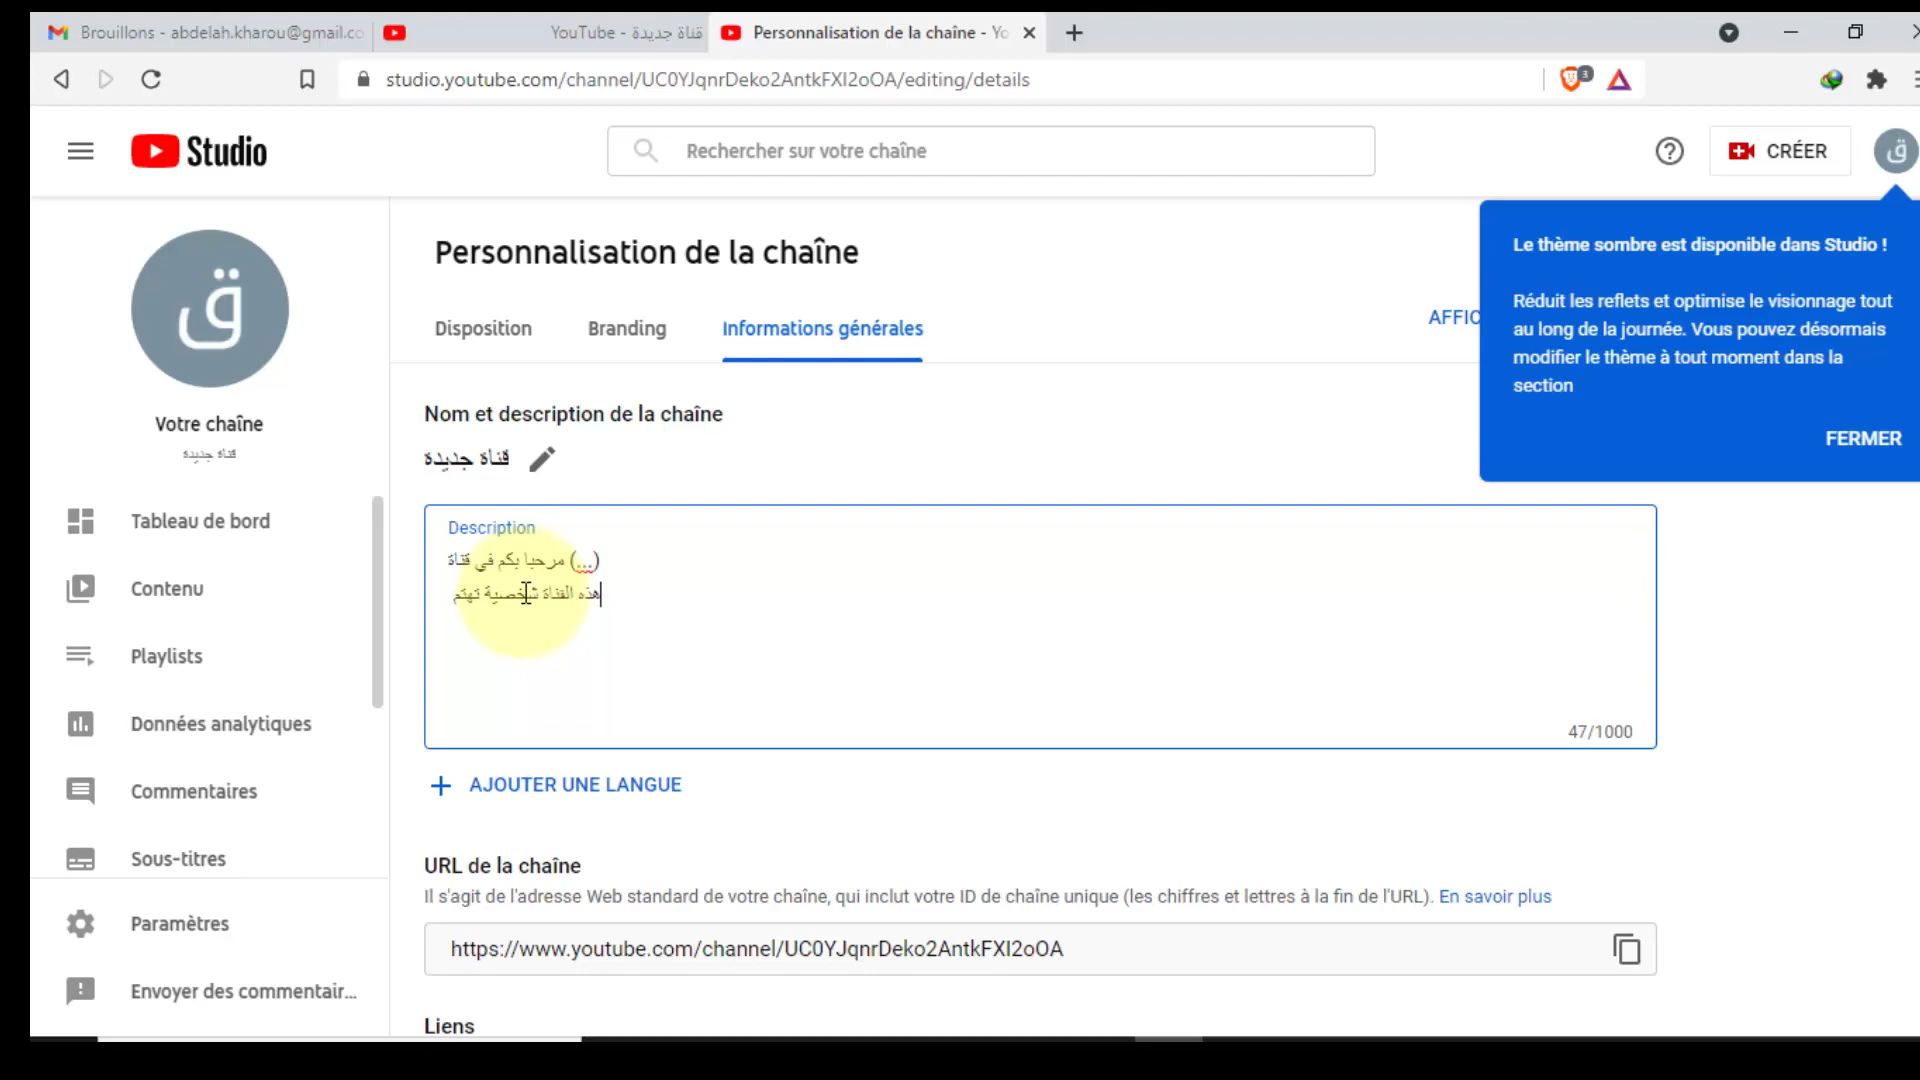 Brouillons - abdelah.kharou@gmail.co
YouTube - قناة جديدة
Personnalisation de la chaîne - Yo
studio.youtube.com/channel/UC0YJqnrDeko2AntkFXI2oOA/editing/details
3
Studio
Rechercher sur votre chaîne
CRÉER
ق
Le thème sombre est disponible dans Studio !
Réduit les reflets et optimise le visionnage tout
au long de la journée. Vous pouvez désormais
modifier le thème à tout moment dans la
section
FERMER
ق
Votre chaîne
قناة جديدة
Tableau de bord
Contenu
Playlists
Données analytiques
Commentaires
Sous-titres
Paramètres
Envoyer des commentair...
Personnalisation de la chaîne
Disposition
Branding
Informations générales
AFFIC
Nom et description de la chaîne
قناة جديدة
Description
مرحبا بكم في قناة (...)
هذه القناة شخصية تهتم
47/1000
AJOUTER UNE LANGUE
URL de la chaîne
Il s'agit de l'adresse Web standard de votre chaîne, qui inclut votre ID de chaîne unique (les chiffres et lettres à la fin de l'URL). En savoir plus
https://www.youtube.com/channel/UC0YJqnrDeko2AntkFXI2oOA
Liens